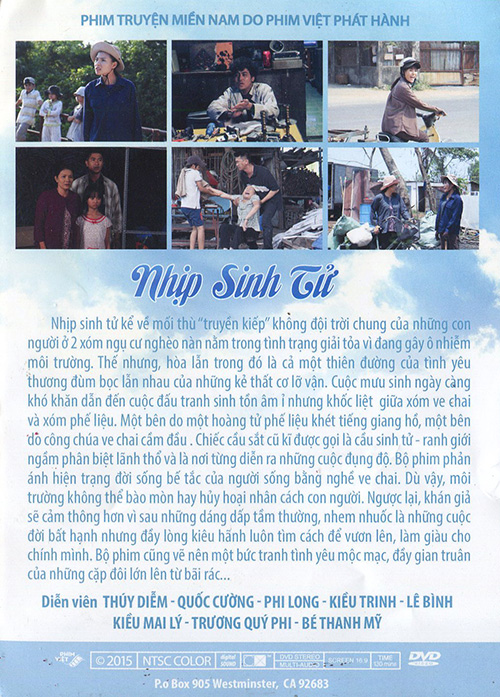 PHIM TRUYỆN MIỀN NAM DO PHIM VIỆT PHÁT HÀNH
Nhịp Sinh Tử
Nhịp sinh tử kể về mối thù "truyền kiếp" không đội trời chung của những con
người ở 2 xóm ngụ cư nghèo nàn nằm trong tình trạng giải tỏa vì đang gây ô nhiễm
môi trường. Thế nhưng, hòa lẫn trong đó là cả một thiên đường của tình yêu
thương đùm bọc lẫn nhau của những kẻ thất cơ lỡ vận. Cuộc mưu sinh ngày càng
khó khăn dẫn đến cuộc đấu tranh sinh tồn âm ỉ nhưng khốc liệt giữa xóm ve chai
và xóm phế liệu. Một bên do một hoàng tử phế liệu khét tiếng giang hồ, một bên
do công chúa ve chai cầm đầu . Chiếc cầu sắt cũ kĩ được gọi là cầu sinh tử - ranh giới
ngầm phân biệt lãnh thổ và là nơi từng diễn ra những cuộc đụng độ. Bộ phim phản
ánh hiện trạng đời sống bế tắc của người sống bằng nghề ve chai. Dù vậy, môi
trường không thể bào mòn hay hủy hoại nhân cách con người. Ngược lại, khán giả
sẽ cảm thông hơn vì sau những dáng dấp tầm thường, nhem nhuốc là những cuộc
đời bất hạnh nhưng đầy lòng kiêu hãnh luôn tìm cách để vươn lên, làm giàu cho
chính mình. Bộ phim cũng vẽ nên một bức tranh tình yêu mộc mạc, đầy gian truân
của những cặp đôi lớn lên từ bãi rác...
Diễn viên THÚY DIỄM - QUỐC CƯỜNG - PHI LONG - KIỀU TRINH - LÊ BÌNH
KIỀU MAI LÝ - TRƯƠNG QUÝ PHI - BÉ THANH MỸ
PHIM VIỆT © 2015 NTSC COLOR digital SOUND DVD STEREO MULTI-AUDIO SCREEN 16:9 TIME DVD
P.o Box 905 Westminster, CA 92683